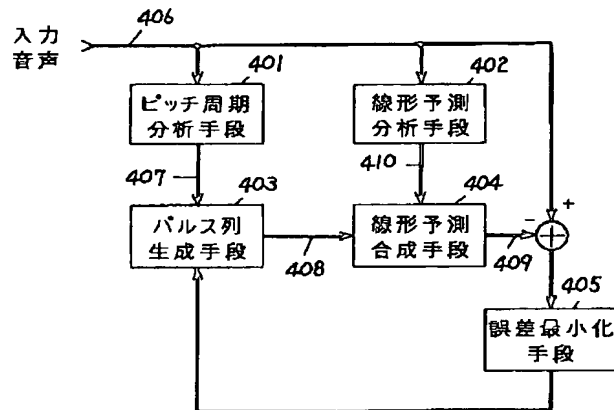 入力
音声
406
401
402
ピッチ周期
分析手段
線形予測
分析手段
407
403
410
404
パルス列
生成手段
408
線形予測
合成手段
409
-
+
405
誤差最小化
手段